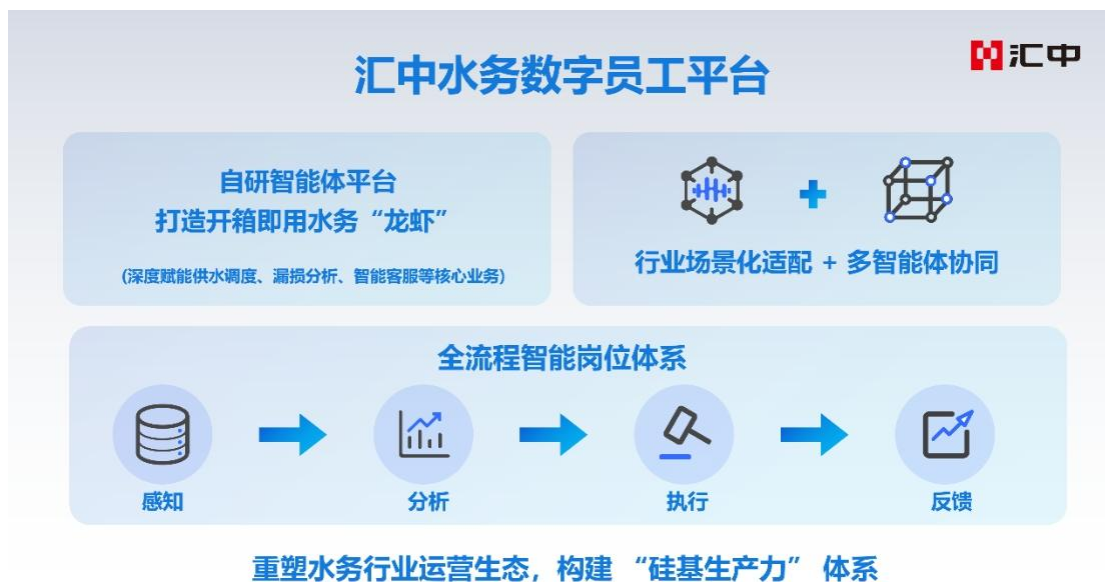 汇中水务数字员工平台
汇中
自研智能体平台
打造开箱即用水务“龙虾”
(深度赋能供水调度、漏损分析、智能客服等核心业务)
行业场景化适配 + 多智能体协同
全流程智能岗位体系
感知
分析
执行
反馈
重塑水务行业运营生态，构建 “硅基生产力” 体系